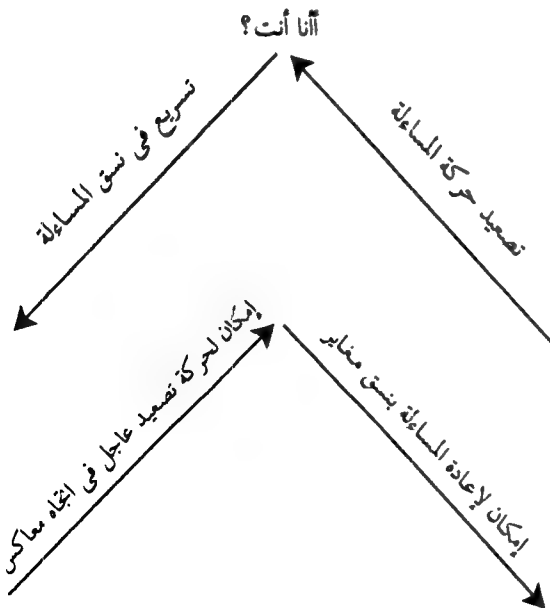 أأنا أنت؟
تصعيد حركة المساءلة
تسريع فى نسق المساءلة
إمكان لحركة تصعيد عاجل فى اتجاه معاكس
إمكان لإعادة المساءلة بنسق مغاير